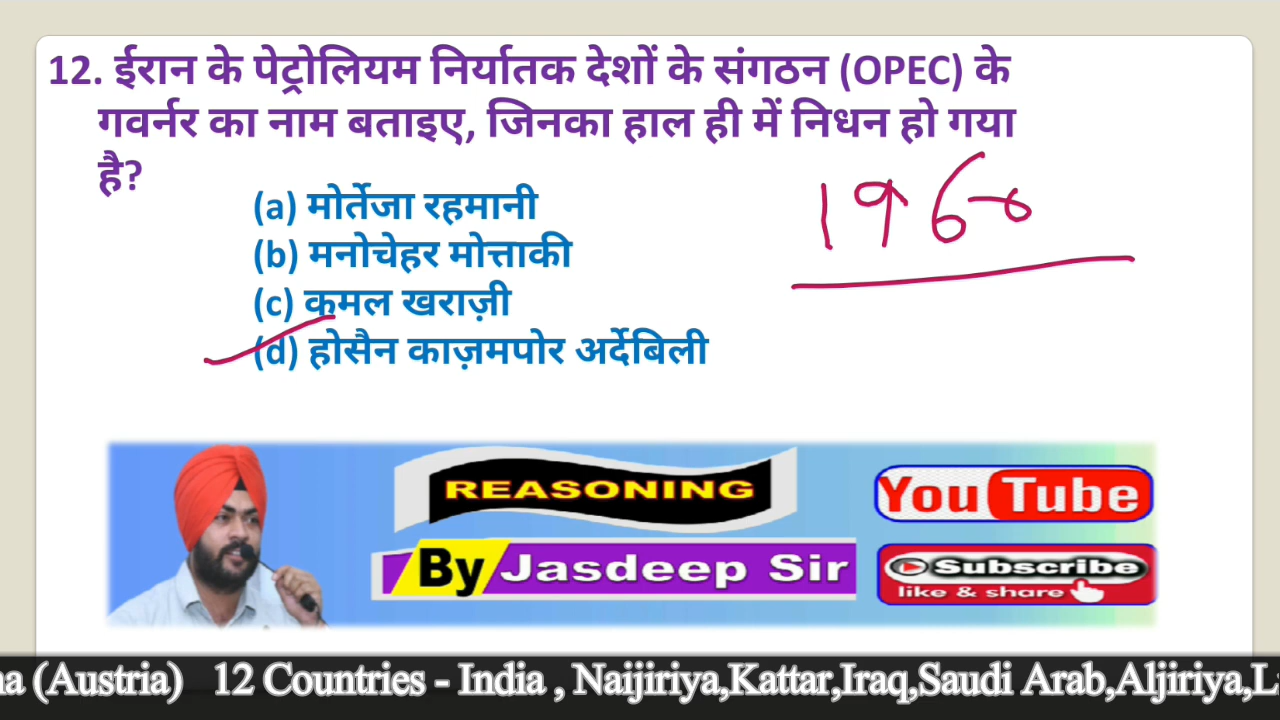 12. ईरान के पेट्रोलियम निर्यातक देशों के संगठन (OPEC) के
गवर्नर का नाम बताइए, जिनका हाल ही में निधन हो गया
है?
(a) मोर्तेजा रहमानी
(b) मनोचेहर मोत्ताकी
(c) कमल खराज़ी
(d) होसैन काज़मपोर अर्देबिली
1960
REASONING
By Jasdeep Sir
YouTube
Subscribe
like & share
na (Austria) 12 Countries - India , Naijiriya,Kattar,Iraq,Saudi Arab,Aljiriya,L